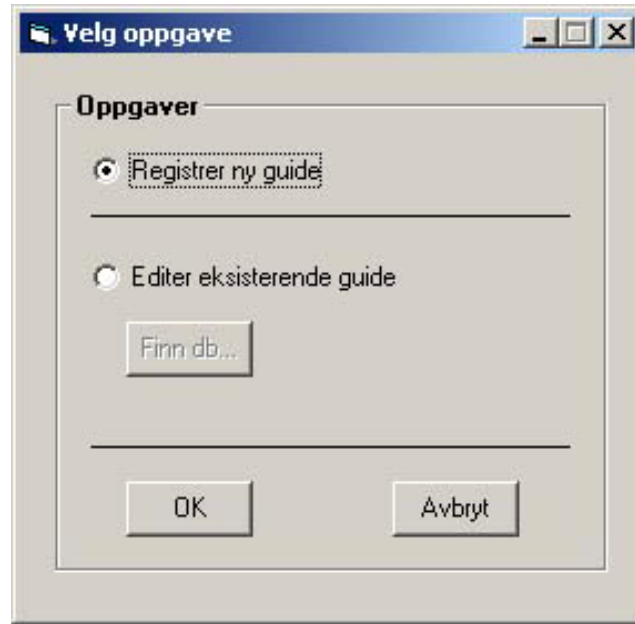 Velg oppgave
Oppgaver
Registrer ny guide
Editer eksisterende guide
Finn db...
OK Avbryt